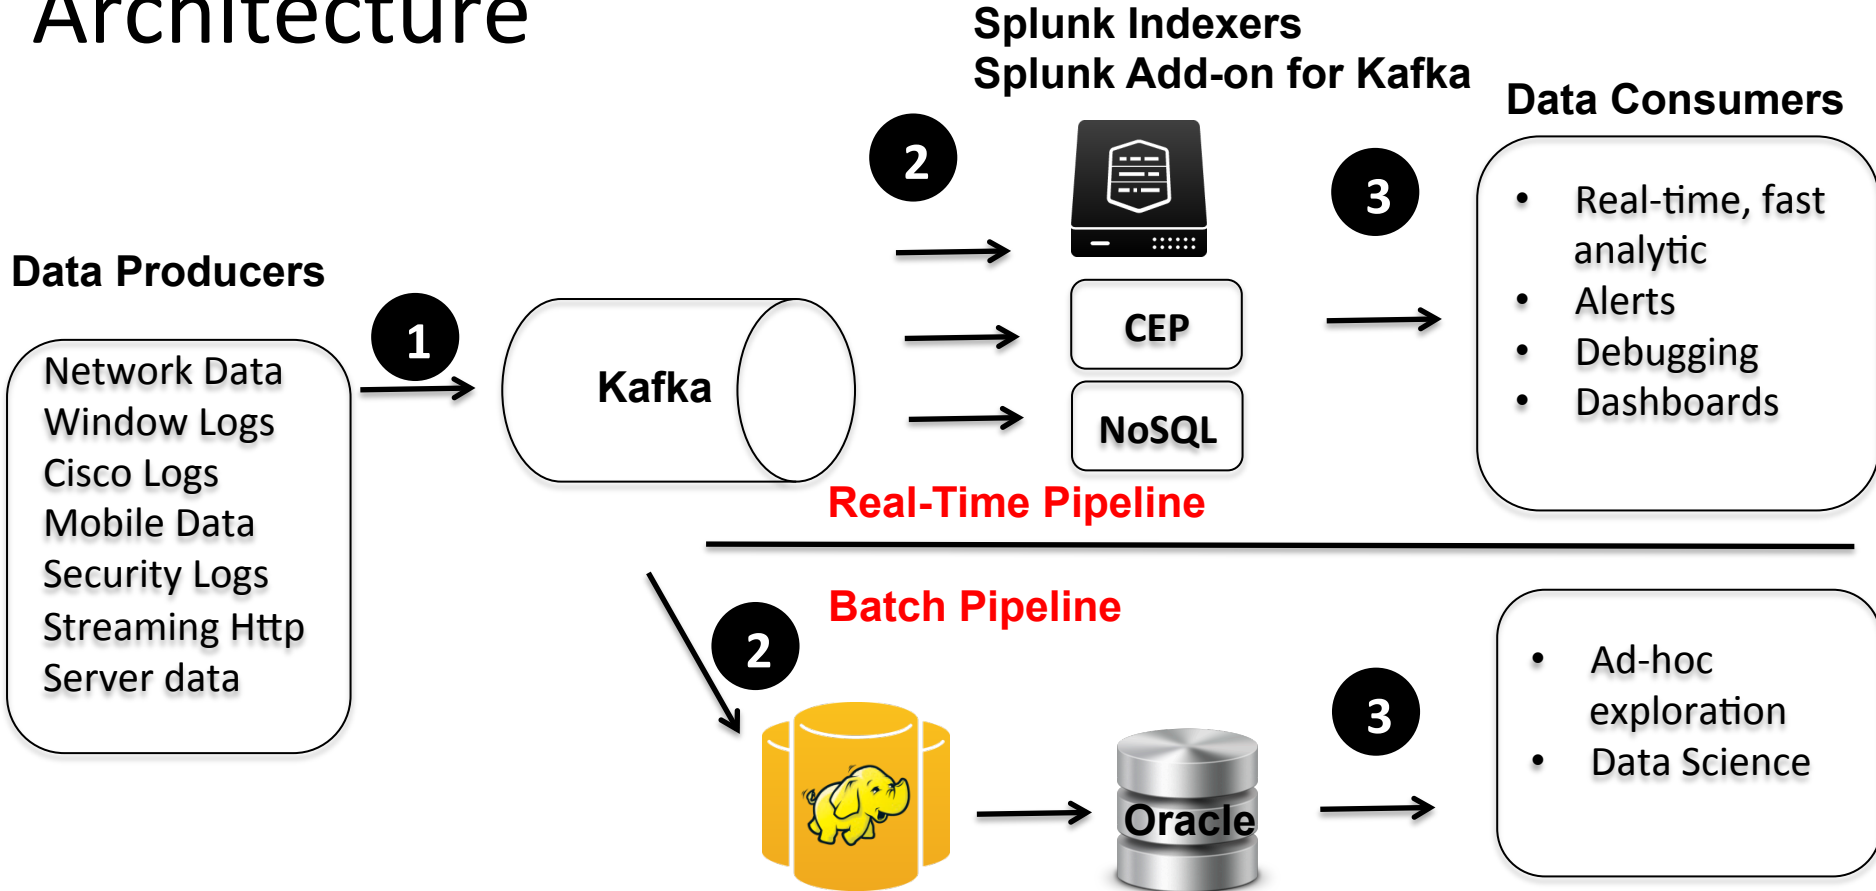 Architecture
Splunk Indexers
Splunk Add-on for Kafka
Data Consumers
2
3
Real-time, fast
analytic
Alerts
Debugging
Dashboards
Data Producers
1
Network Data
Window Logs
Cisco Logs
Mobile Data
Security Logs
Streaming Http
Server data
Kafka
CEP
NoSQL
Real-Time Pipeline
Batch Pipeline
2
Oracle
3
Ad-hoc
exploration
Data Science